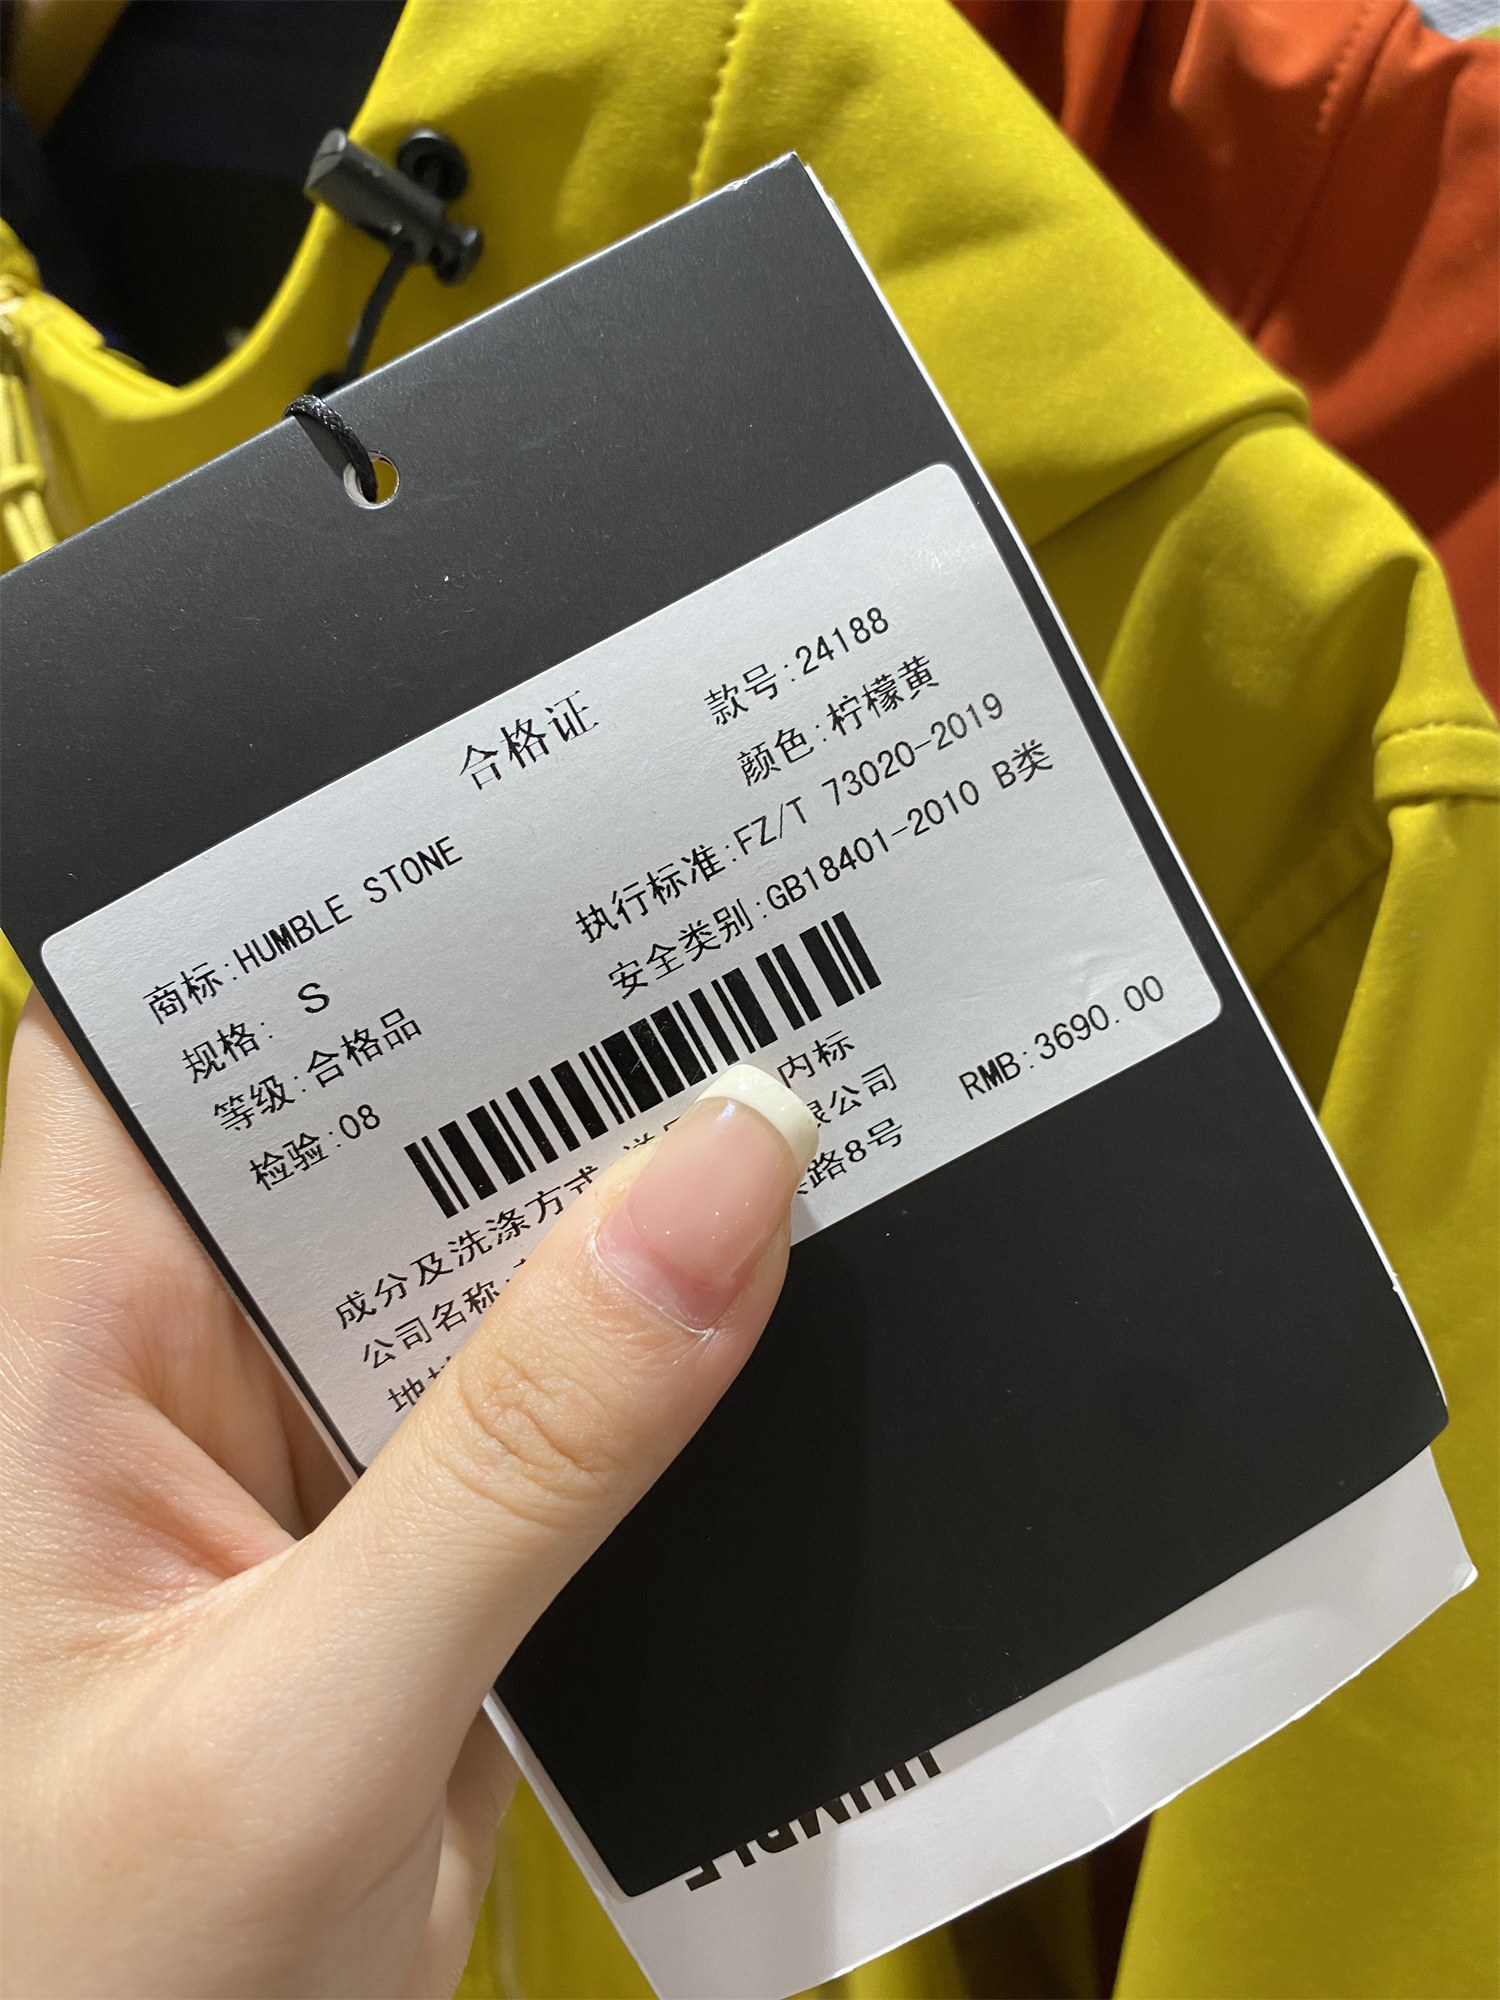 合格证
款号:24188
商标:HUMBLE STONE
颜色:柠檬黄
规格: S
执行标准:FZ/T 73020-2019
等级:合格品
安全类别:GB18401-2010 B类
检验:08
成分及洗涤方式 内标
公司名称: 限公司
RMB:3690.00
地址 路8号
HUMBLE